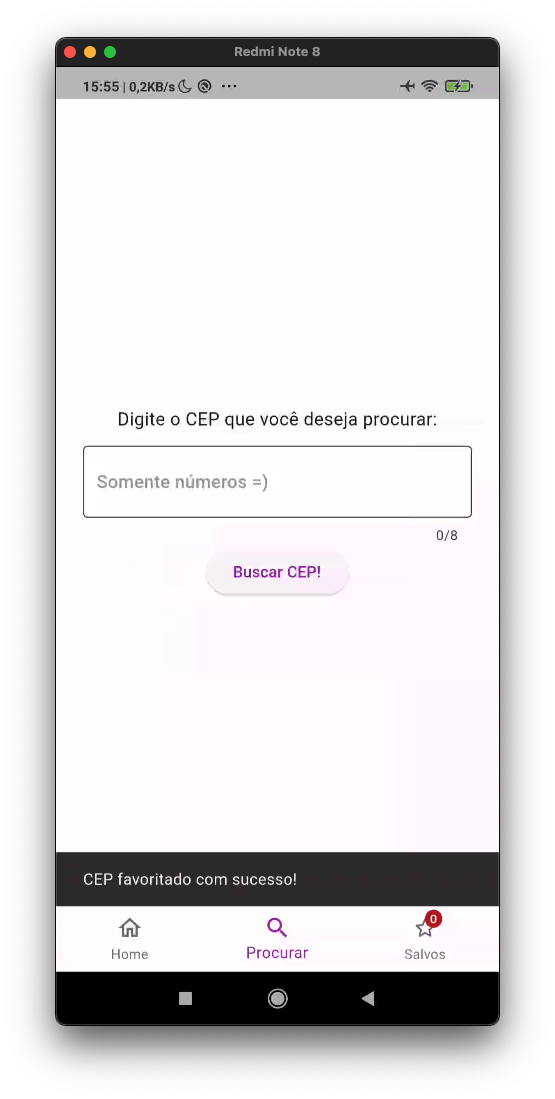 Redmi Note 8
15:55 | 0,2KB/s
Digite o CEP que você deseja procurar:
Somente números =)
0/8
Buscar CEP!
CEP favoritado com sucesso!
0
Home
Procurar
Salvos